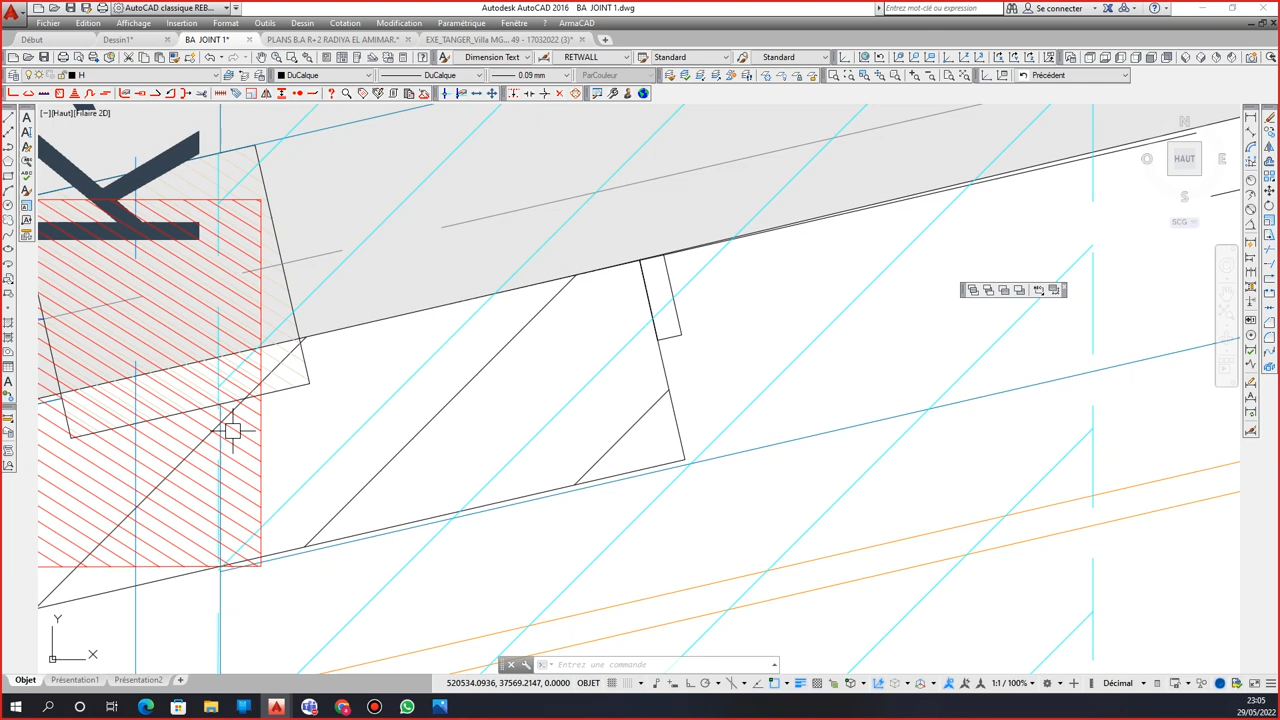 AutoCAD classique REB...
Autodesk AutoCAD 2016 BA JOINT 1.dwg
Entrez mot-clé ou expression
Se connecter
Fichier Edition Affichage Insertion Format Outils Dessin Cotation Modification Paramétrique Fenêtre ? ArmaCAD
Début Dessin1* BA JOINT 1* PLANS B.A R+2 RADIYA EL AMIMAR.* EXE_TANGER_Villa MG... 49 - 17032022 (3)*
Dimension Text RETWALL Standard Standard
H DuCalque DuCalque 0.09 mm ParCouleur Précédent
[−][Haut][Filaire 2D]
N
O HAUT E
S
SCG
Y
X
Entrez une commande
Objet Présentation1 Présentation2
520534.0936, 37569.2147, 0.0000 OBJET 1:1 / 100% Décimal
23:05
29/05/2022